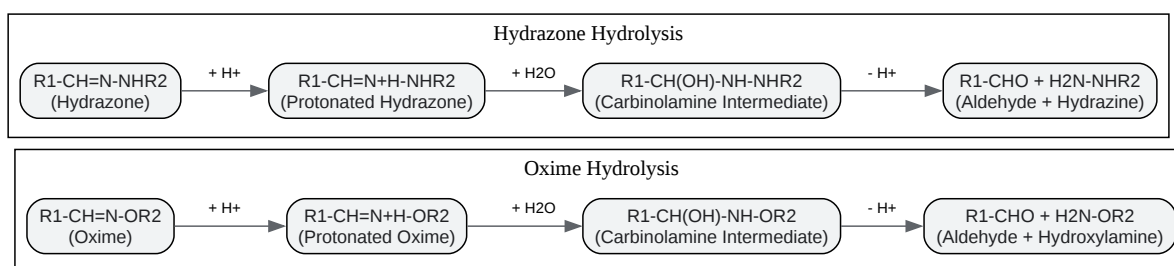 Hydrazone Hydrolysis
R1-CH=N-NHR2
(Hydrazone)
+ H+
R1-CH=N+H-NHR2
(Protonated Hydrazone)
+ H2O
R1-CH(OH)-NH-NHR2
(Carbinolamine Intermediate)
- H+
R1-CHO + H2N-NHR2
(Aldehyde + Hydrazine)
Oxime Hydrolysis
R1-CH=N-OR2
(Oxime)
+ H+
R1-CH=N+H-OR2
(Protonated Oxime)
+ H2O
R1-CH(OH)-NH-OR2
(Carbinolamine Intermediate)
- H+
R1-CHO + H2N-OR2
(Aldehyde + Hydroxylamine)